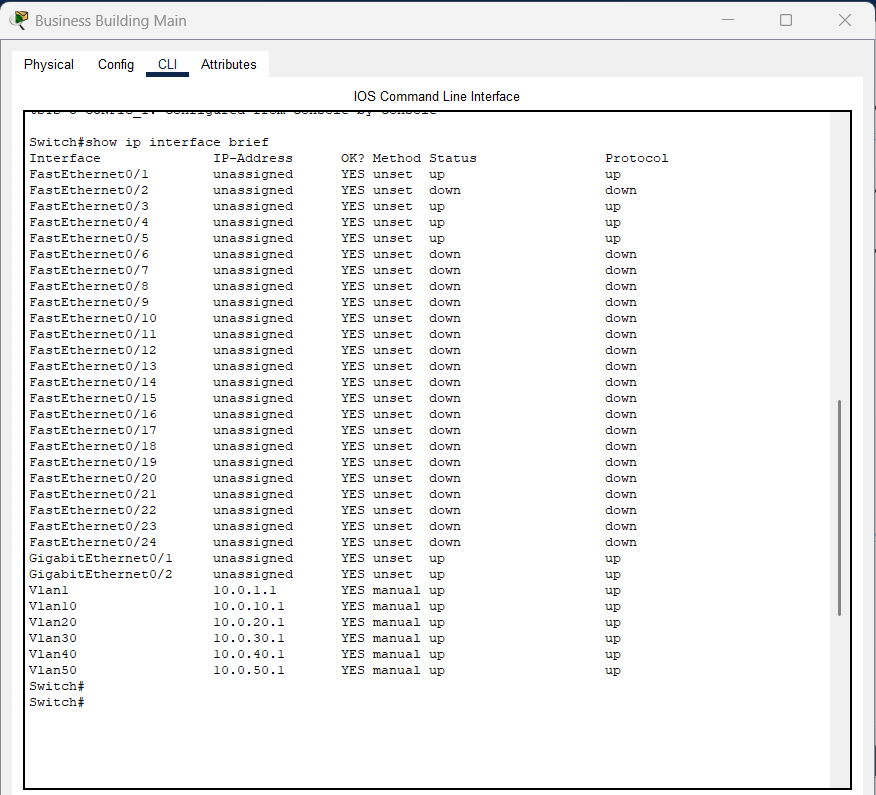 Business Building Main
Physical Config CLI Attributes
IOS Command Line Interface
Switch#show ip interface brief
Interface IP-Address OK? Method Status Protocol
FastEthernet0/1 unassigned YES unset up up
FastEthernet0/2 unassigned YES unset down down
FastEthernet0/3 unassigned YES unset up up
FastEthernet0/4 unassigned YES unset up up
FastEthernet0/5 unassigned YES unset up up
FastEthernet0/6 unassigned YES unset down down
FastEthernet0/7 unassigned YES unset down down
FastEthernet0/8 unassigned YES unset down down
FastEthernet0/9 unassigned YES unset down down
FastEthernet0/10 unassigned YES unset down down
FastEthernet0/11 unassigned YES unset down down
FastEthernet0/12 unassigned YES unset down down
FastEthernet0/13 unassigned YES unset down down
FastEthernet0/14 unassigned YES unset down down
FastEthernet0/15 unassigned YES unset down down
FastEthernet0/16 unassigned YES unset down down
FastEthernet0/17 unassigned YES unset down down
FastEthernet0/18 unassigned YES unset down down
FastEthernet0/19 unassigned YES unset down down
FastEthernet0/20 unassigned YES unset down down
FastEthernet0/21 unassigned YES unset down down
FastEthernet0/22 unassigned YES unset down down
FastEthernet0/23 unassigned YES unset down down
FastEthernet0/24 unassigned YES unset down down
GigabitEthernet0/1 unassigned YES unset up up
GigabitEthernet0/2 unassigned YES unset up up
Vlan1 10.0.1.1 YES manual up up
Vlan10 10.0.10.1 YES manual up up
Vlan20 10.0.20.1 YES manual up up
Vlan30 10.0.30.1 YES manual up up
Vlan40 10.0.40.1 YES manual up up
Vlan50 10.0.50.1 YES manual up up
Switch#
Switch#